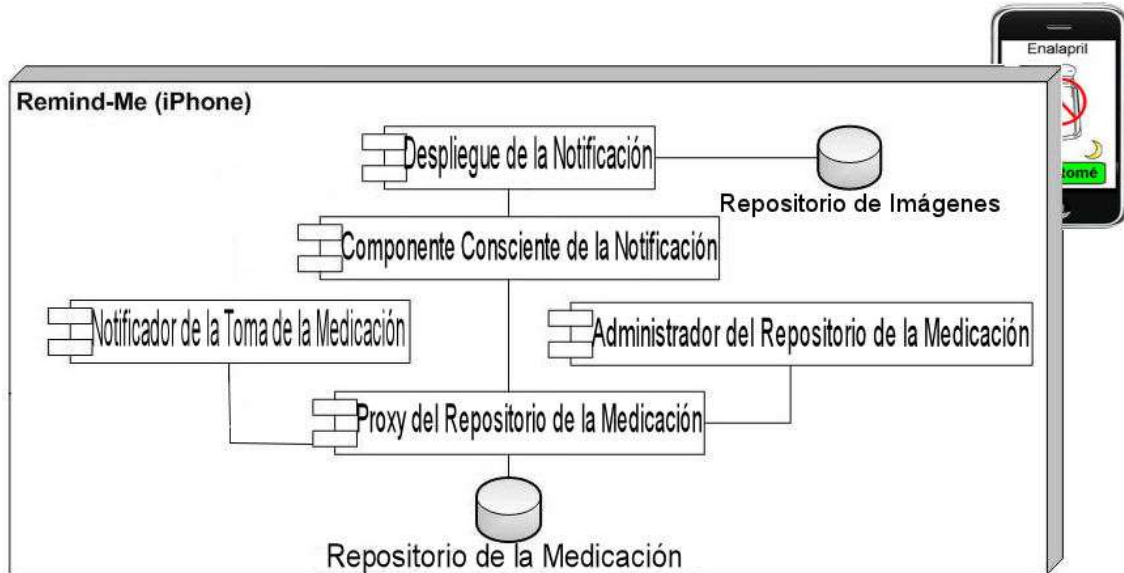 Enalapril
Remind-Me (iPhone)
Despliegue de la Notificación
Repositorio de Imágenes
Componente Consciente de la Notificación
Notificador de la Toma de la Medicación
Administrador del Repositorio de la Medicación
Proxy del Repositorio de la Medicación
Repositorio de la Medicación